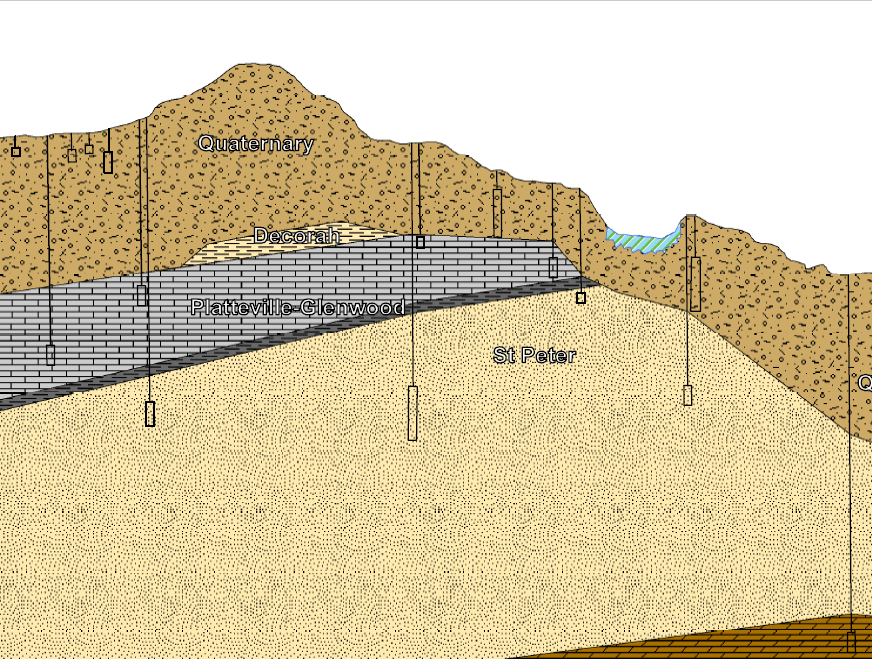 Quaternary
Decorah
Platteville-Glenwood
St Peter
Q